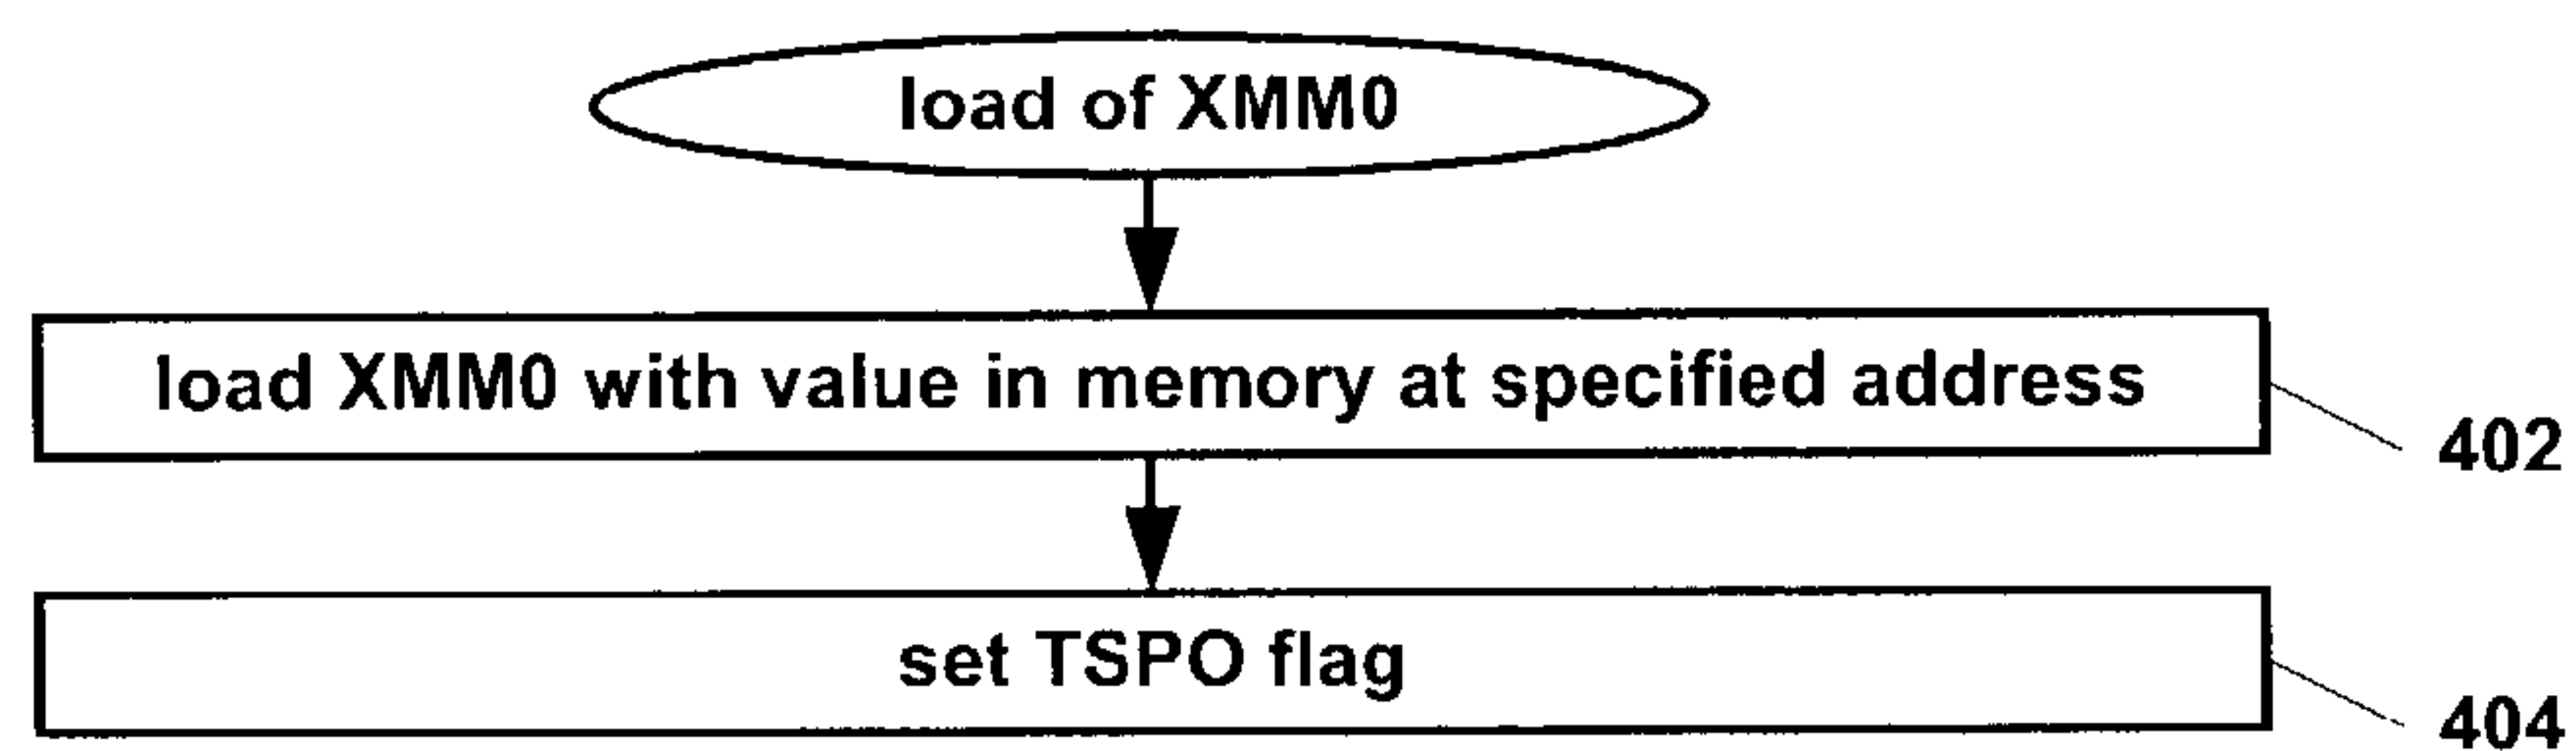 load of XMM0
load XMM0 with value in memory at specified address
402
set TSPO flag
404